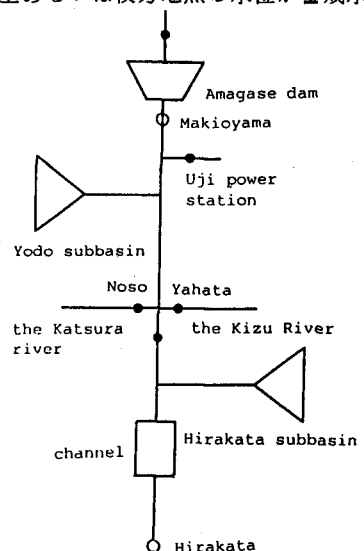 Amagase dam
Makioyama
Uji power
station
Yodo subbasin
Noso Yahata
the Katsura
river
the Kizu River
Hirakata subbasin
channel
Hirakata